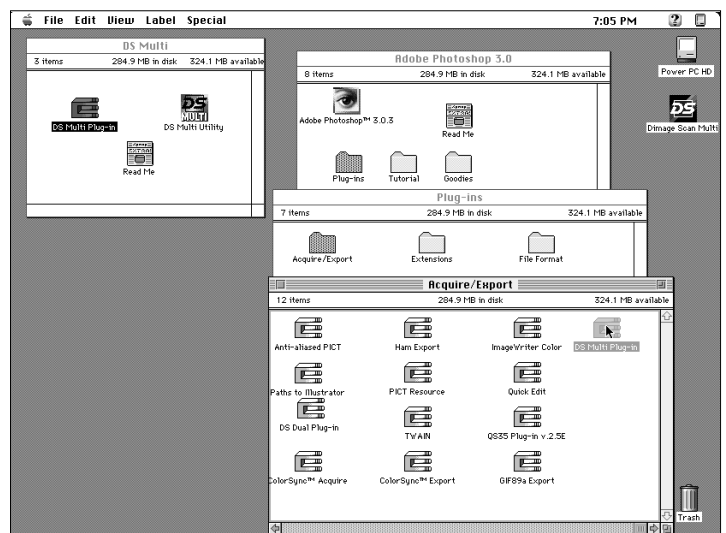 File Edit View Label Special 7:05 PM
DS Multi
3 items 284.9 MB in disk 324.1 MB available
DS Multi Plug-in
DS MULTI
DS Multi Utility
Read Me
Adobe Photoshop 3.0
8 items 284.9 MB in disk 324.1 MB available
Adobe Photoshop™ 3.0.3
Read Me
Plug-ins Tutorial Goodies
Power PC HD
DS
Dimage Scan Multi
Plug-ins
7 items 284.9 MB in disk 324.1 MB available
Acquire/Export Extensions File Format
Acquire/Export
12 items 284.9 MB in disk 324.1 MB available
Anti-aliased PICT Ham Export ImageWriter Color DS Multi Plug-in
Paths to Illustrator PICT Resource Quick Edit
DS Dual Plug-in TWAIN QS35 Plug-in v.2.5E
ColorSync™ Acquire ColorSync™ Export GIF89a Export
Trash